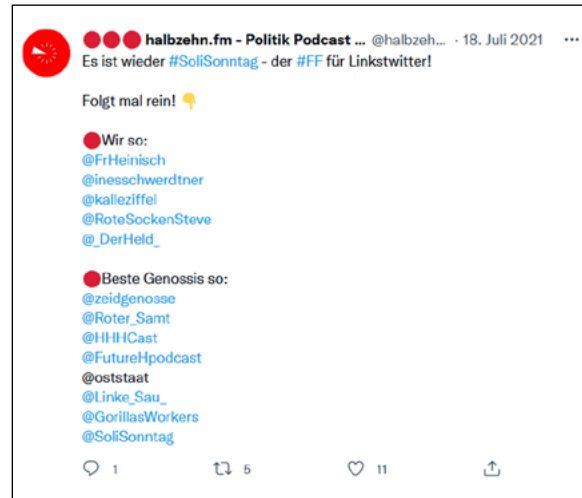 🔴🔴🔴 halbzehn.fm - Politik Podcast ... @halbzeh... · 18. Juli 2021 ···
Es ist wieder #SoliSonntag - der #FF für Linkstwitter!
Folgt mal rein! 👇
🔴Wir so:
@FrHeinisch
@inesschwerdtner
@kalleziffel
@RoteSockenSteve
@_DerHeld_
🔴Beste Genossis so:
@zeidgenosse
@Roter_Samt
@HHHCast
@FutureHpodcast
@oststaat
@Linke_Sau_
@GorillasWorkers
@SoliSonntag
1 5 11